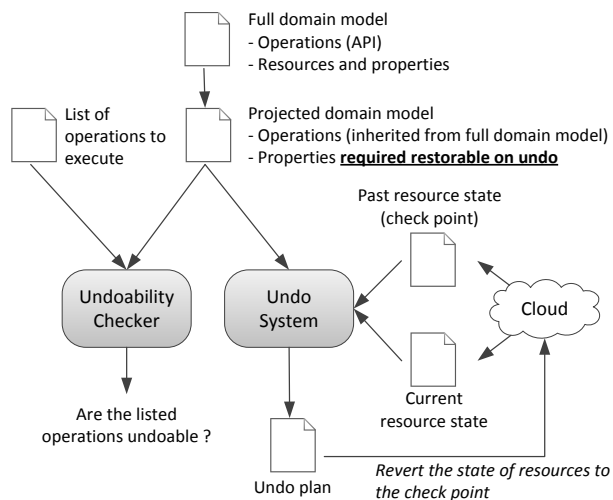 Full domain model
- Operations (API)
- Resources and properties
List of
operations to
execute
Projected domain model
- Operations (inherited from full domain model)
- Properties required restorable on undo
Past resource state
(check point)
Undoability
Checker
Undo
System
Cloud
Current
resource state
Are the listed
operations undoable ?
Undo plan
Revert the state of resources to
the check point